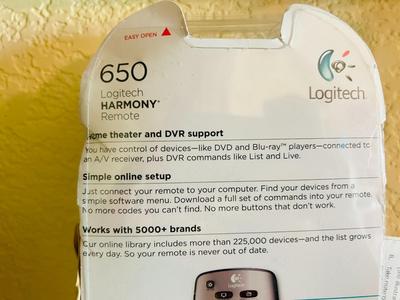 EASY OPEN
650
Logitech
Logitech
HARMONY®
Remote
Home theater and DVR support
You have control of devices—like DVD and Blu-ray™ players—connected to
an A/V receiver, plus DVR commands like List and Live.
Simple online setup
Just connect your remote to your computer. Find your devices from a
simple software menu. Download a full set of commands into your remote.
No more codes you can't find. No more buttons that don't work.
Works with 5000+ brands
Our online library includes more than 225,000 devices—and the list grows
every day. So your remote is never out of date.
Logitech